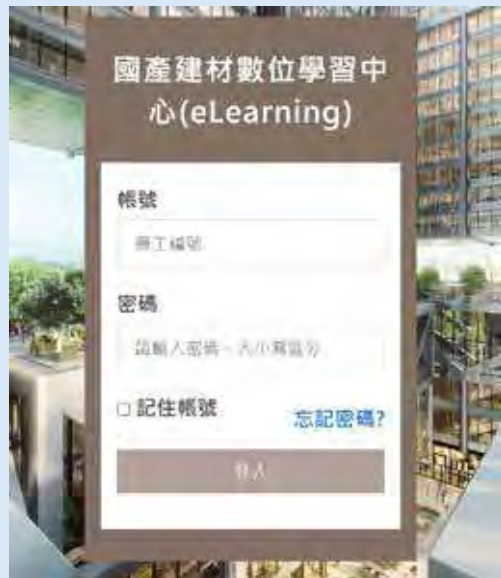 國產建材數位學習中
心(eLearning)
帳號
員工編號
密碼
請輸入密碼，大小寫區分
記住帳號
忘記密碼?
登入